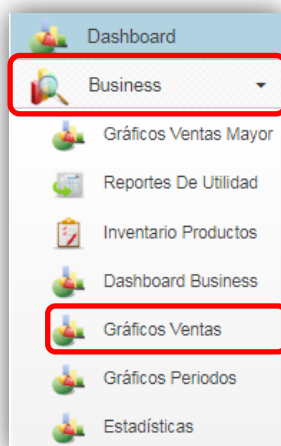 Dashboard
Business
Gráficos Ventas Mayor
Reportes De Utilidad
Inventario Productos
Dashboard Business
Gráficos Ventas
Gráficos Periodos
Estadísticas